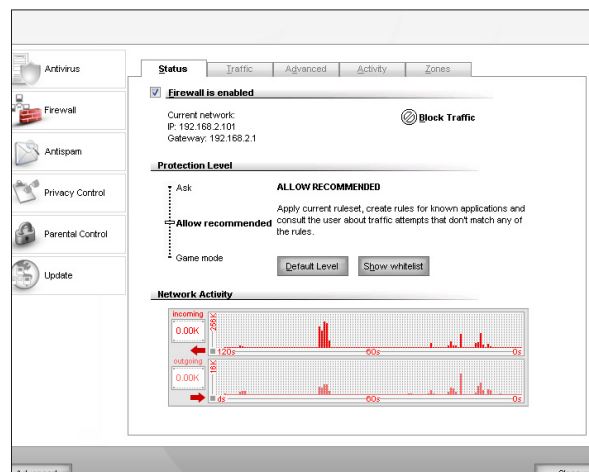 Antivirus
Firewall
Antispam
Privacy Control
Parental Control
Update
Status
Traffic
Advanced
Activity
Zones
Firewall is enabled
Current network:
IP: 192.168.2.101
Gateway: 192.168.2.1
Block Traffic
Protection Level
Ask
Allow recommended
Game mode
ALLOW RECOMMENDED
Apply current ruleset, create rules for known applications and
consult the user about traffic attempts that don't match any of
the rules.
Default Level
Show whitelist
Network Activity
incoming
0.00K
256K
120s
60s
0s
outgoing
0.00K
16K
ds
60s
0s